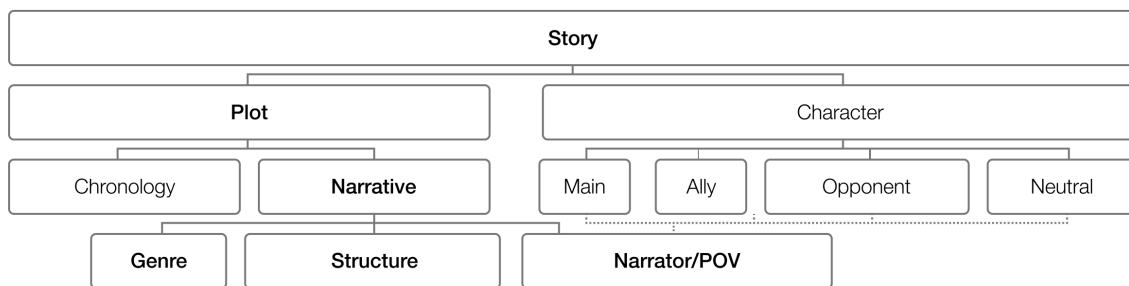 Story
Plot
Character
Chronology
Narrative
Main
Ally
Opponent
Neutral
Genre
Structure
Narrator/POV